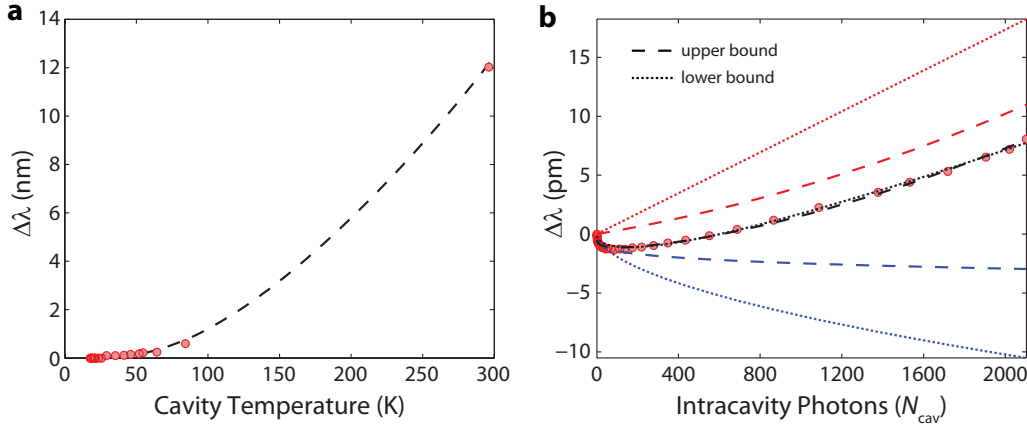 a
14
12
10
8
6
4
2
0
Δλ (nm)
0 50 100 150 200 250 300
Cavity Temperature (K)
b
15
10
5
0
−5
−10
Δλ (pm)
upper bound
lower bound
0 400 800 1200 1600 2000
Intracavity Photons (N_cav)